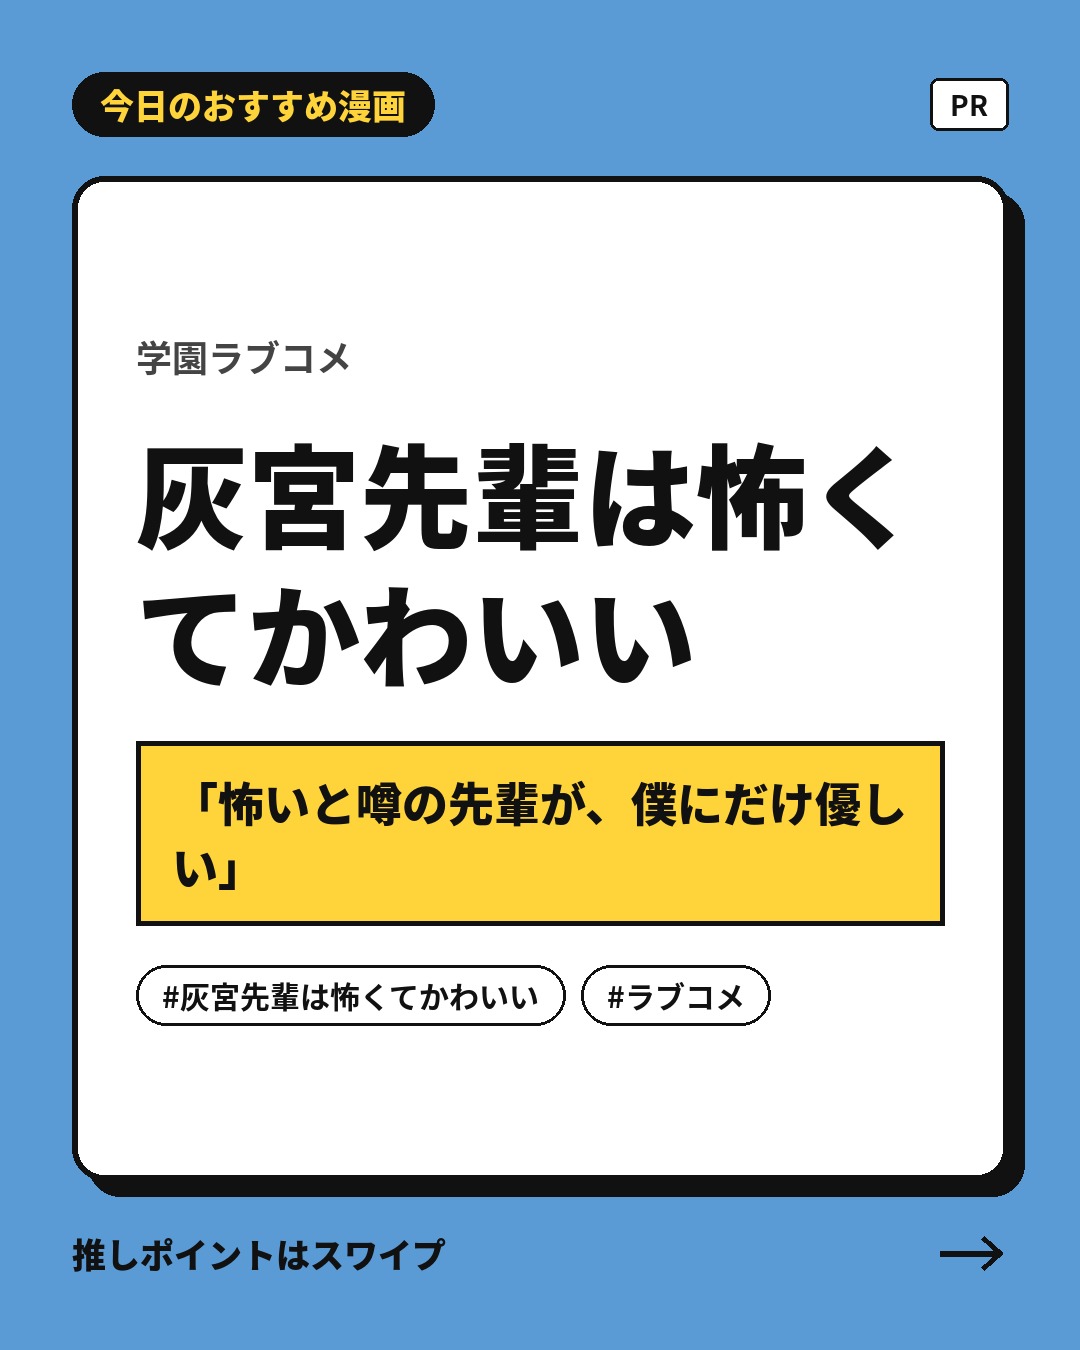 今日のおすすめ漫画
PR
学園ラブコメ
灰宮先輩は怖く
てかわいい
「怖いと噂の先輩が、僕にだけ優し
い」
#灰宮先輩は怖くてかわいい #ラブコメ
推しポイントはスワイプ →